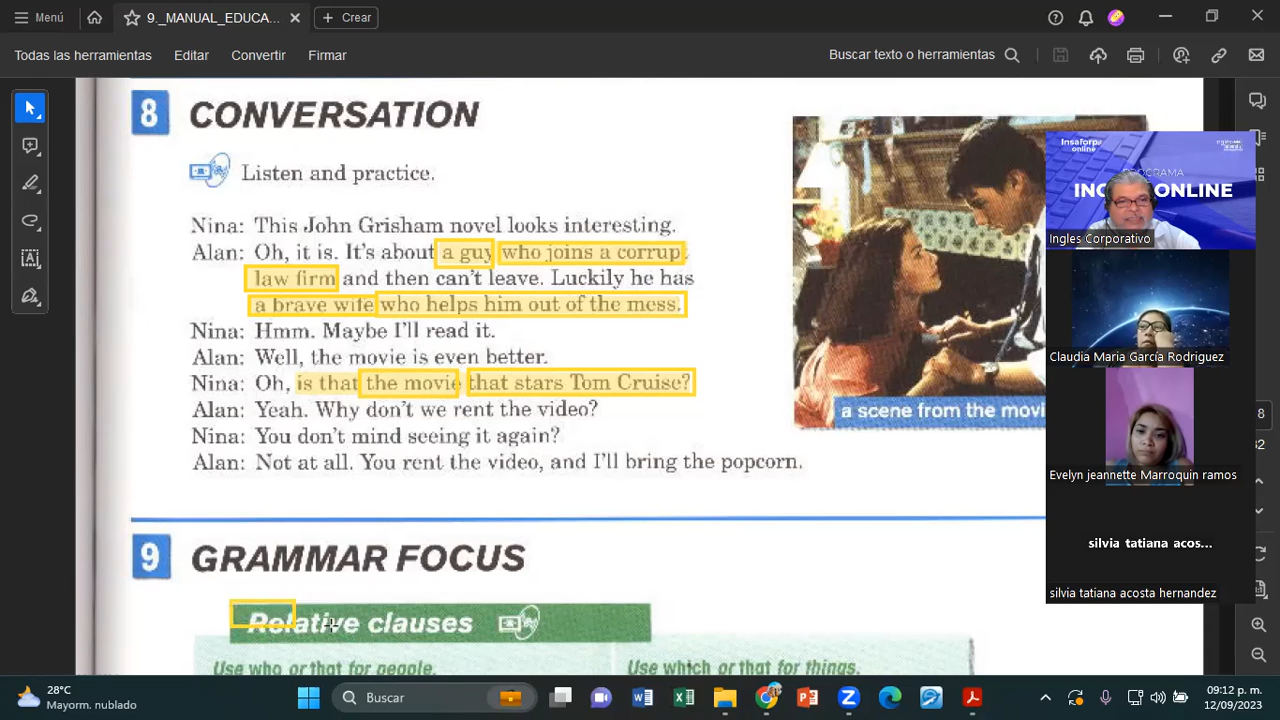 Menú
9._MANUAL_EDUCA...
Crear
Todas las herramientas
Editar
Convertir
Firmar
Buscar texto o herramientas
8 CONVERSATION
Listen and practice.
Nina: This John Grisham novel looks interesting.
Alan: Oh, it is. It's about a guy who joins a corrupt
law firm and then can't leave. Luckily he has
a brave wife who helps him out of the mess.
Nina: Hmm. Maybe I'll read it.
Alan: Well, the movie is even better.
Nina: Oh, is that the movie that stars Tom Cruise?
Alan: Yeah. Why don't we rent the video?
Nina: You don't mind seeing it again?
Alan: Not at all. You rent the video, and I'll bring the popcorn.
a scene from the movi
9 GRAMMAR FOCUS
Relative clauses
Use who or that for people.
Use which or that for things.
Insaforp
online
PROGRAMA
ONLINE
Ingles Corporativo
Claudia Maria García Rodriguez
Evelyn jeannette Marroquin ramos
silvia tatiana acos...
silvia tatiana acosta hernandez
8
28°C
Mayorm. nublado
Buscar
09:12 p. m.
12/09/2023